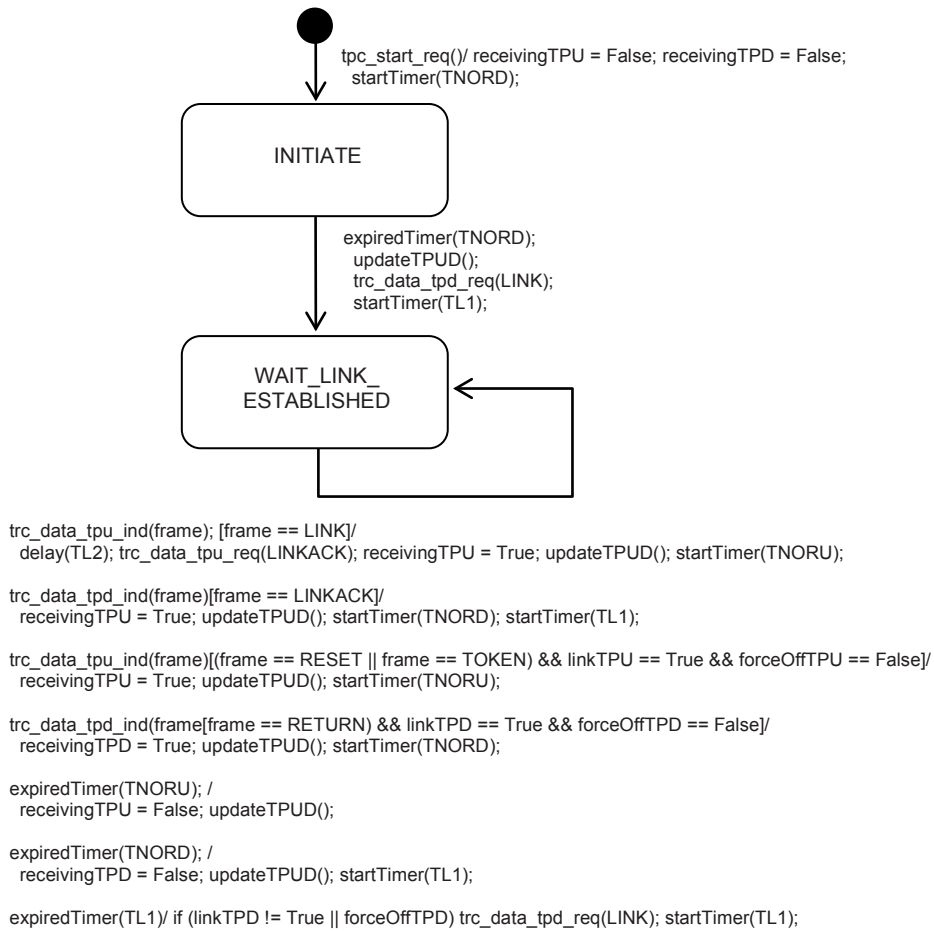 tpc_start_req()/ receivingTPU = False; receivingTPD = False;
startTimer(TNORD);
INITIATE
expiredTimer(TNORD);
updateTPUD();
trc_data_tpd_req(LINK);
startTimer(TL1);
WAIT_LINK_
ESTABLISHED
trc_data_tpu_ind(frame); [frame == LINK]/
delay(TL2); trc_data_tpu_req(LINKACK); receivingTPU = True; updateTPUD(); startTimer(TNORU);
trc_data_tpd_ind(frame)[frame == LINKACK]/
receivingTPU = True; updateTPUD(); startTimer(TNORD); startTimer(TL1);
trc_data_tpu_ind(frame)[(frame == RESET || frame == TOKEN) && linkTPU == True && forceOffTPU == False]/
receivingTPU = True; updateTPUD(); startTimer(TNORU);
trc_data_tpd_ind(frame[frame == RETURN) && linkTPD == True && forceOffTPD == False]/
receivingTPD = True; updateTPUD(); startTimer(TNORD);
expiredTimer(TNORU); /
receivingTPU = False; updateTPUD();
expiredTimer(TNORD); /
receivingTPD = False; updateTPUD(); startTimer(TL1);
expiredTimer(TL1)/ if (linkTPD != True || forceOffTPD) trc_data_tpd_req(LINK); startTimer(TL1);